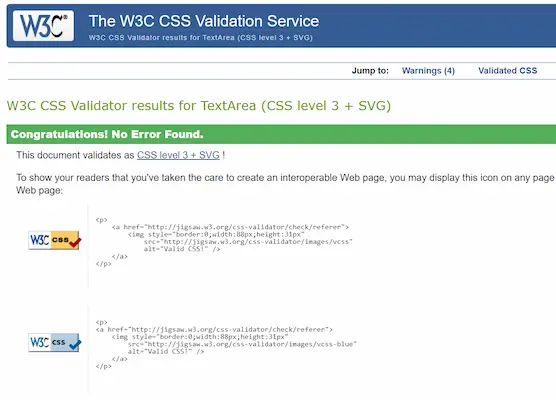 W3C® The W3C CSS Validation Service
W3C CSS Validator results for TextArea (CSS level 3 + SVG)
Jump to: Warnings (4) Validated CSS
W3C CSS Validator results for TextArea (CSS level 3 + SVG)
Congratulations! No Error Found.
This document validates as CSS level 3 + SVG !
To show your readers that you've taken the care to create an interoperable Web page, you may display this icon on any page
Web page:
<p>
<a href="http://jigsaw.w3.org/css-validator/check/referer">
<img style="border:0;width:88px;height:31px"
src="http://jigsaw.w3.org/css-validator/images/vcss"
alt="Valid CSS!" />
</a>
</p>
W3C css
<p>
<a href="http://jigsaw.w3.org/css-validator/check/referer">
<img style="border:0;width:88px;height:31px"
src="http://jigsaw.w3.org/css-validator/images/vcss-blue"
alt="Valid CSS!" />
</a>
</p>
W3C css